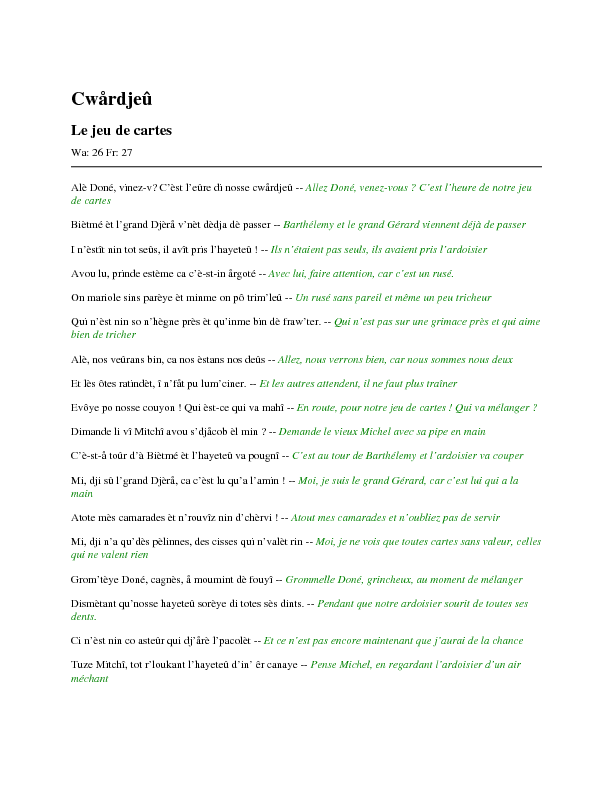 Cwårdjeû
Le jeu de cartes
Wa: 26 Fr: 27
Alè Doné, vinez-v? C'èst l'eûre dì nosse cwårdjeû -- Allez Doné, venez-vous ? C'est l'heure de notre jeu
de cartes
Biètmé èt l'grand Djèrå v'nèt dèdja dè passer -- Barthélemy et le grand Gérard viennent déjà de passer
I n'èstît nin tot seûs, il avît prìs l'hayeteû ! -- Ils n'étaient pas seuls, ils avaient pris l'ardoisier
Avou lu, prìnde estème ca c'è-st-in årgoté -- Avec lui, faire attention, car c'est un rusé.
On mariole sins parèye èt minme on pô trim'leû -- Un rusé sans pareil et même un peu tricheur
Quì n'èst nin so n'hègne près èt qu'inme bìn dè fraw'ter. -- Qui n'est pas sur une grimace près et qui aime
bien de tricher
Alè, nos veûrans bin, ca nos èstans nos deûs -- Allez, nous verrons bien, car nous sommes nous deux
Et lès ôtes ratìndèt, î n'fåt pu lum'ciner. -- Et les autres attendent, il ne faut plus traîner
Evôye po nosse couyon ! Qui èst-ce qui va mahî -- En route, pour notre jeu de cartes ! Qui va mélanger ?
Dimande li vî Mitchî avou s'djåcob èl min ? -- Demande le vieux Michel avec sa pipe en main
C'è-st-å toûr d'à Biètmé èt l'hayeteû va pougnî -- C'est au tour de Barthélemy et l'ardoisier va couper
Mi, dji sû l'grand Djèrå, ca c'èst lu qu'a l'amìn ! -- Moi, je suis le grand Gérard, car c'est lui qui a la
main
Atote mès camarades èt n'rouvîz nin d'chèrvi ! -- Atout mes camarades et n'oubliez pas de servir
Mi, dji n'a qu'dès pèlinnes, des cisses quì n'valèt rin -- Moi, je ne vois que toutes cartes sans valeur, celles
qui ne valent rien
Grom'tèye Doné, cagnès, å moumint dè fouyî -- Grommelle Doné, grincheux, au moment de mélanger
Dismètant qu'nosse hayeteû sorèye di totes sès dints. -- Pendant que notre ardoisier sourit de toutes ses
dents.
Ci n'èst nin co asteûr qui dj'årè l'pacolèt -- Et ce n'est pas encore maintenant que j'aurai de la chance
Tuze Mìtchî, tot r'loukant l'hayeteû d'in' êr canaye -- Pense Michel, en regardant l'ardoisier d'un air
méchant